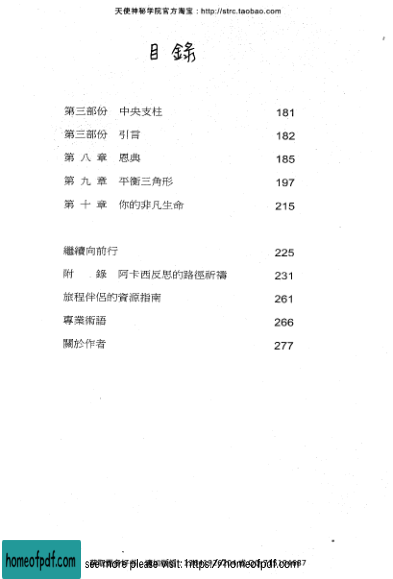 天使神秘学院官方淘宝：http://strc.taobao.com
目錄
第三部份 中央支柱 181
第三部份 引言 182
第八章 恩典 185
第九章 平衡三角形 197
第十章 你的非凡生命 215
繼續向前行 225
附 錄 阿卡西反思的路徑祈禱 231
旅程伴侶的資源指南 261
專業術語 266
關於作者 277
homeofpdf.com
see more please visit: https://homeofpdf.com